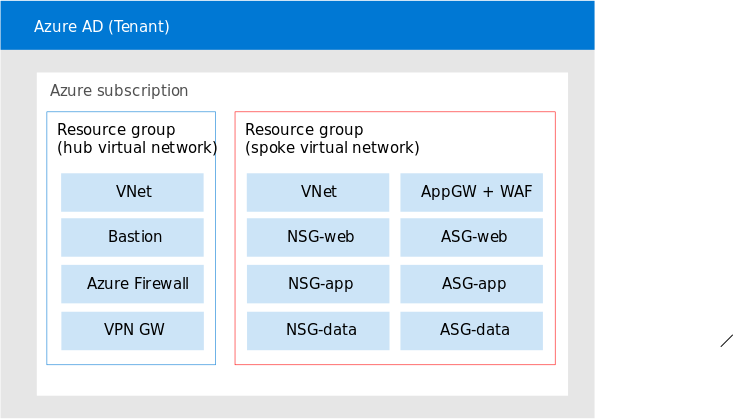 Azure AD (Tenant)
Azure subscription
Resource group
(hub virtual network)
VNet
Bastion
Azure Firewall
VPN GW
Resource group
(spoke virtual network)
VNet
AppGW + WAF
NSG-web
ASG-web
NSG-app
ASG-app
NSG-data
ASG-data